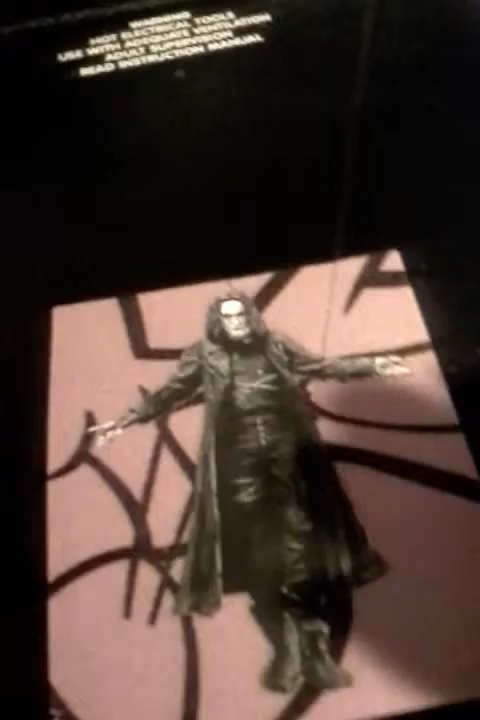 WARNING
HOT ELECTRICAL TOOLS
USE WITH ADEQUATE VENTILATION
ADULT SUPERVISION
READ INSTRUCTION MANUAL